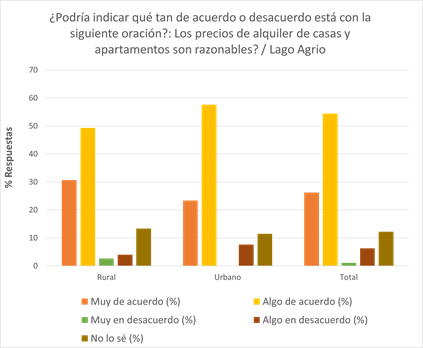 ¿Podría indicar qué tan de acuerdo o desacuerdo está con la
siguiente oración?: Los precios de alquiler de casas y
apartamentos son razonables? / Lago Agrio
% Respuestas
70
60
50
40
30
20
10
0
Rural
Urbano
Total
Muy de acuerdo (%)
Algo de acuerdo (%)
Muy en desacuerdo (%)
Algo en desacuerdo (%)
No lo sé (%)